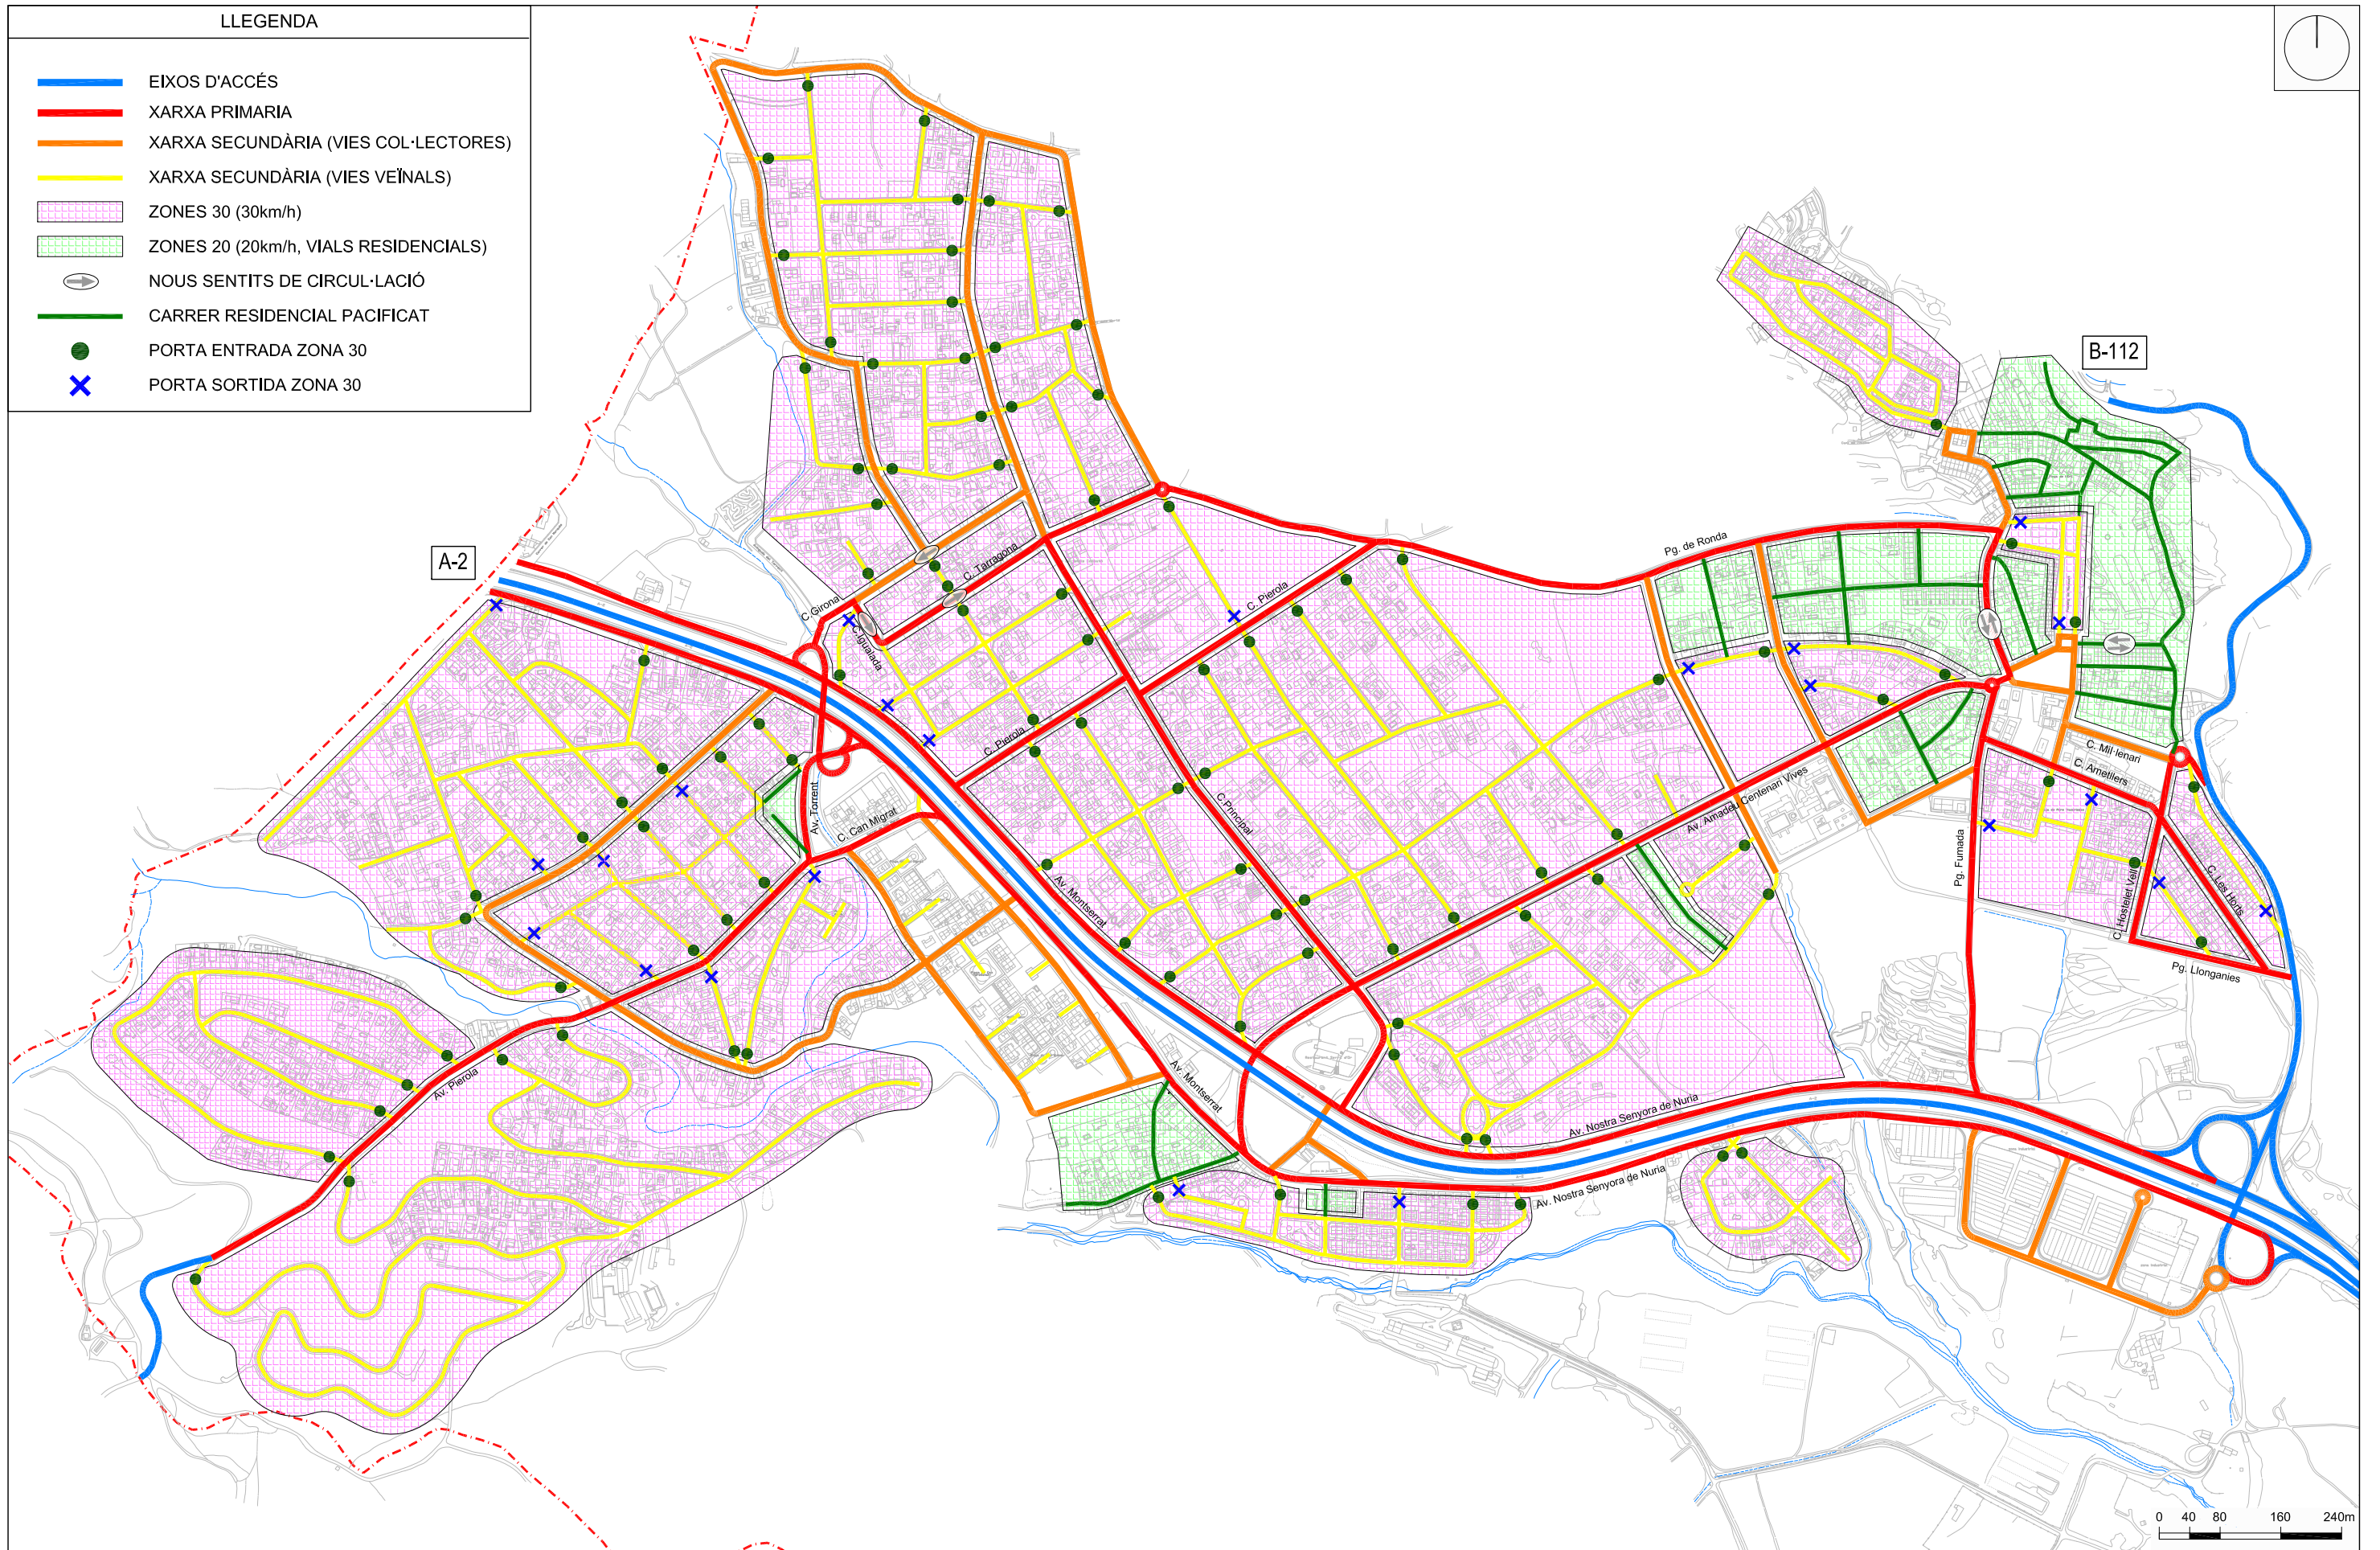 LLEGENDA
EIXOS D'ACCÉS
XARXA PRIMARIA
XARXA SECUNDÀRIA (VIES COL·LECTORES)
XARXA SECUNDÀRIA (VIES VEÏNALS)
ZONES 30 (30km/h)
ZONES 20 (20km/h, VIALS RESIDENCIALS)
NOUS SENTITS DE CIRCUL·LACIÓ
CARRER RESIDENCIAL PACIFICAT
PORTA ENTRADA ZONA 30
PORTA SORTIDA ZONA 30
B-112
A-2
Pg. de Ronda
C. Tarragona
C. Girona
C. Pierola
C. Igualada
C. Pierola
C. Mil·lenari
C. Ametllers
Av. Torrent
C. Can Migrat
C. Principal
Av. Amadeu Centenari Vives
Pg. Fumada
C. Hostelet Vell
C. Les Horts
Av. Montserrat
Pg. Llonganies
Av. Pierola
Av. Montserrat
Av. Nostra Senyora de Nuria
Av. Nostra Senyora de Nuria
0 40 80 160 240m